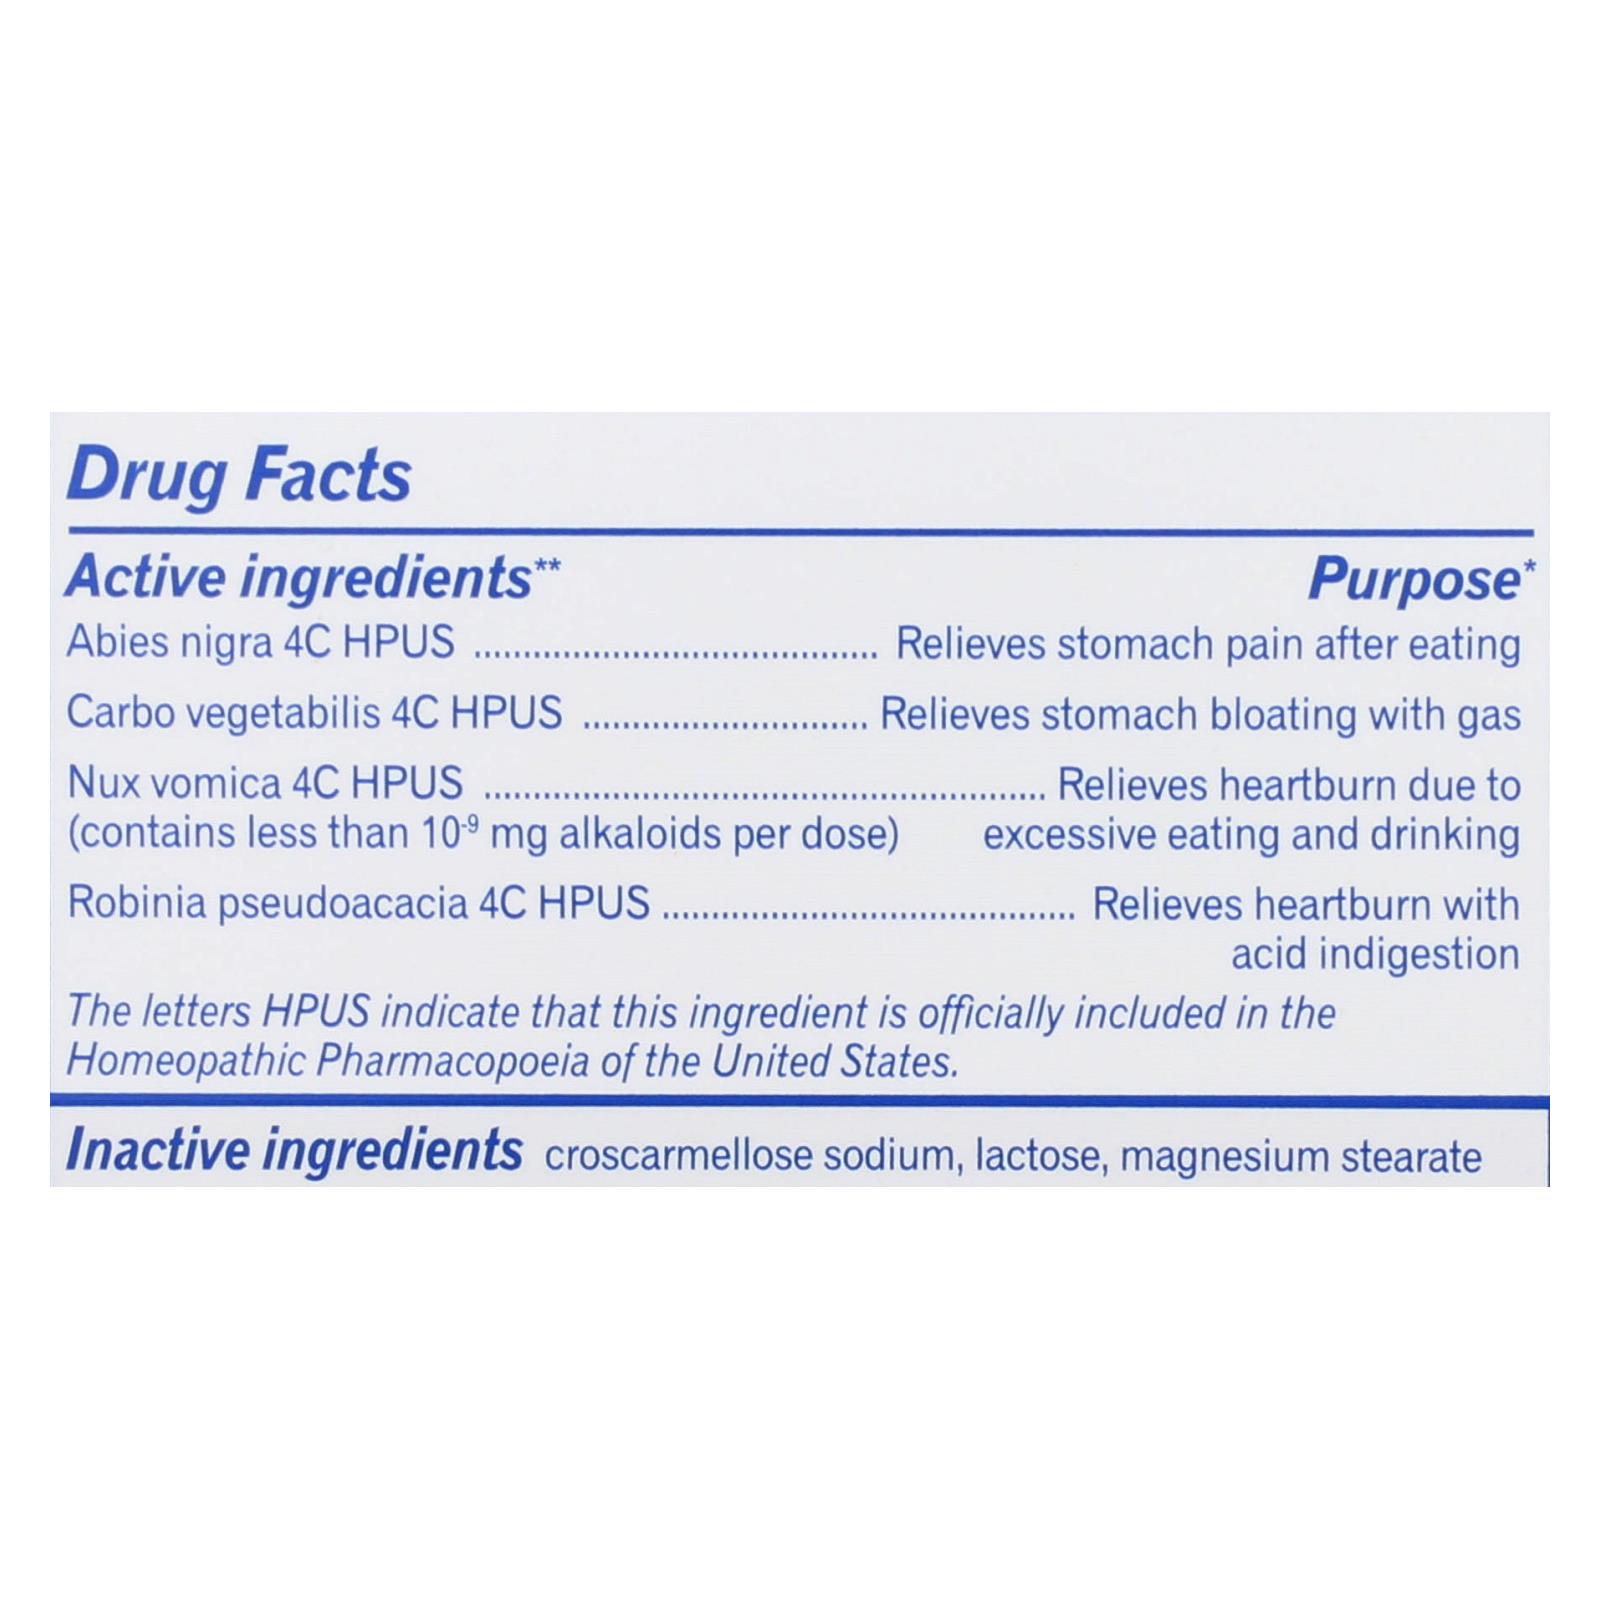 Drug Facts
Active ingredients** Purpose*
Abies nigra 4C HPUS ........................................ Relieves stomach pain after eating
Carbo vegetabilis 4C HPUS ............................ Relieves stomach bloating with gas
Nux vomica 4C HPUS ........................................................ Relieves heartburn due to
(contains less than 10⁻⁹ mg alkaloids per dose) excessive eating and drinking
Robinia pseudoacacia 4C HPUS ......................................... Relieves heartburn with
acid indigestion
The letters HPUS indicate that this ingredient is officially included in the
Homeopathic Pharmacopoeia of the United States.
Inactive ingredients croscarmellose sodium, lactose, magnesium stearate